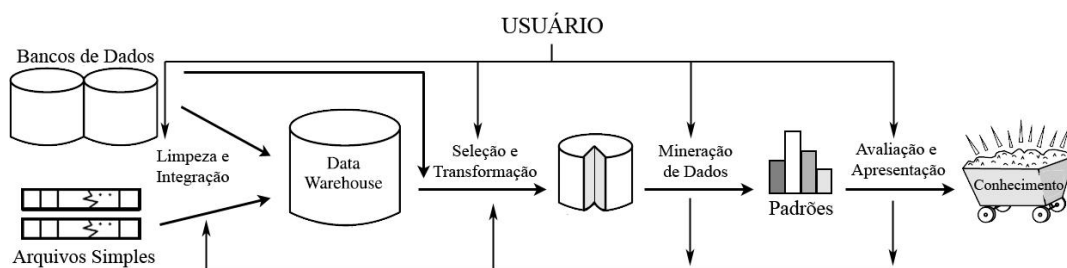 USUÁRIO
Bancos de Dados
Limpeza e
Integração
Arquivos Simples
Data
Warehouse
Seleção e
Transformação
Mineração
de Dados
Padrões
Avaliação e
Apresentação
Conhecimento